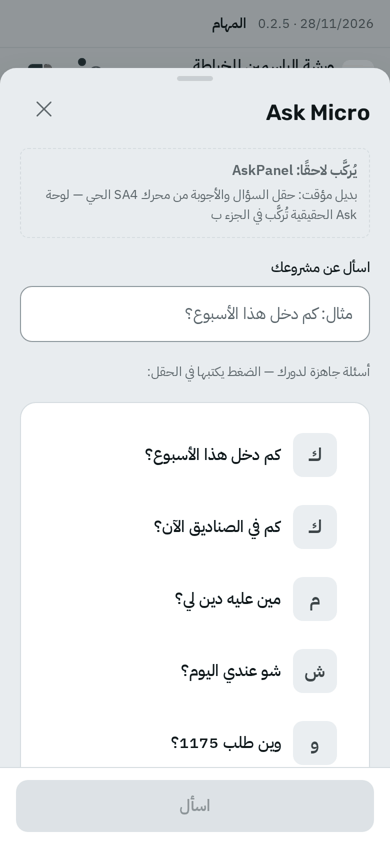 المهام 0.2.5 · 28/11/2026
ورشة الياسمين للخياطة
Ask Micro
يُركَّب لاحقًا: AskPanel
بديل مؤقت: حقل السؤال والأجوبة من محرك SA4 الحي — لوحة
Ask الحقيقية تُركَّب في الجزء ب
اسأل عن مشروعك
مثال: كم دخل هذا الأسبوع؟
أسئلة جاهزة لدورك — الضغط يكتبها في الحقل:
ك كم دخل هذا الأسبوع؟
ك كم في الصناديق الآن؟
م مين عليه دين لي؟
ش شو عندي اليوم؟
و وين طلب 1175؟
اسأل